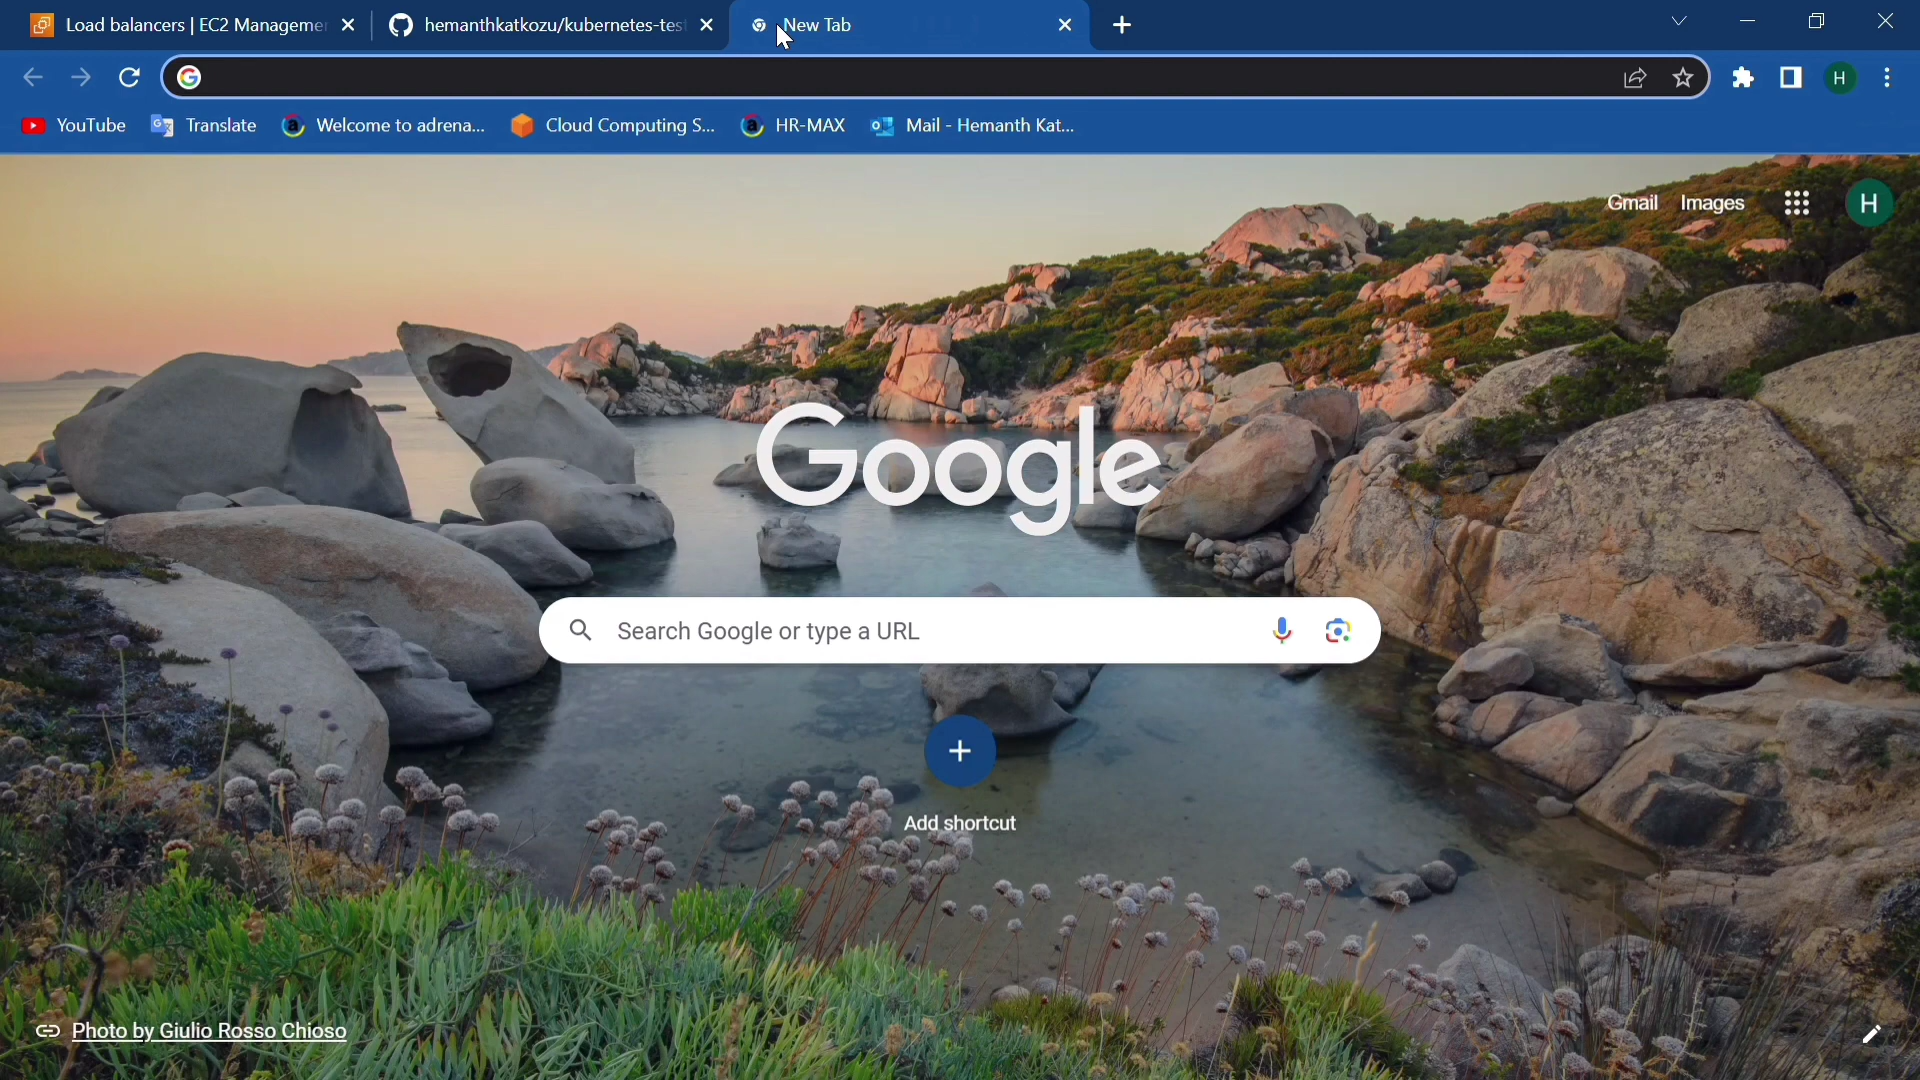 Load balancers | EC2 Manageme
hemanthkatkozu/kubernetes-tes
New Tab
YouTube
Translate
Welcome to adrena...
Cloud Computing S...
HR-MAX
Mail - Hemanth Kat...
H
Gmail
Images
H
Google
Search Google or type a URL
Add shortcut
Photo by Giulio Rosso Chioso